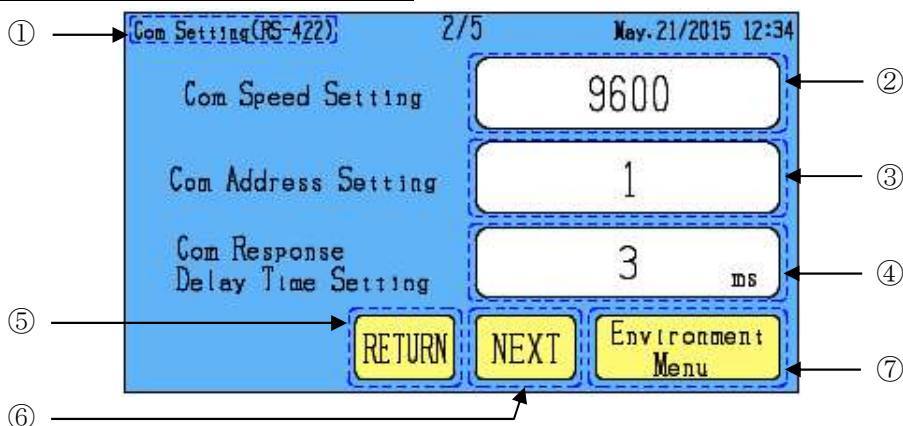 ① Com Setting(RS-422) 2/5 May.21/2015 12:34
Com Speed Setting 9600 ②
Com Address Setting 1 ③
Com Response
Delay Time Setting 3 ms ④
⑤ RETURN NEXT Environment
Menu ⑦
⑥